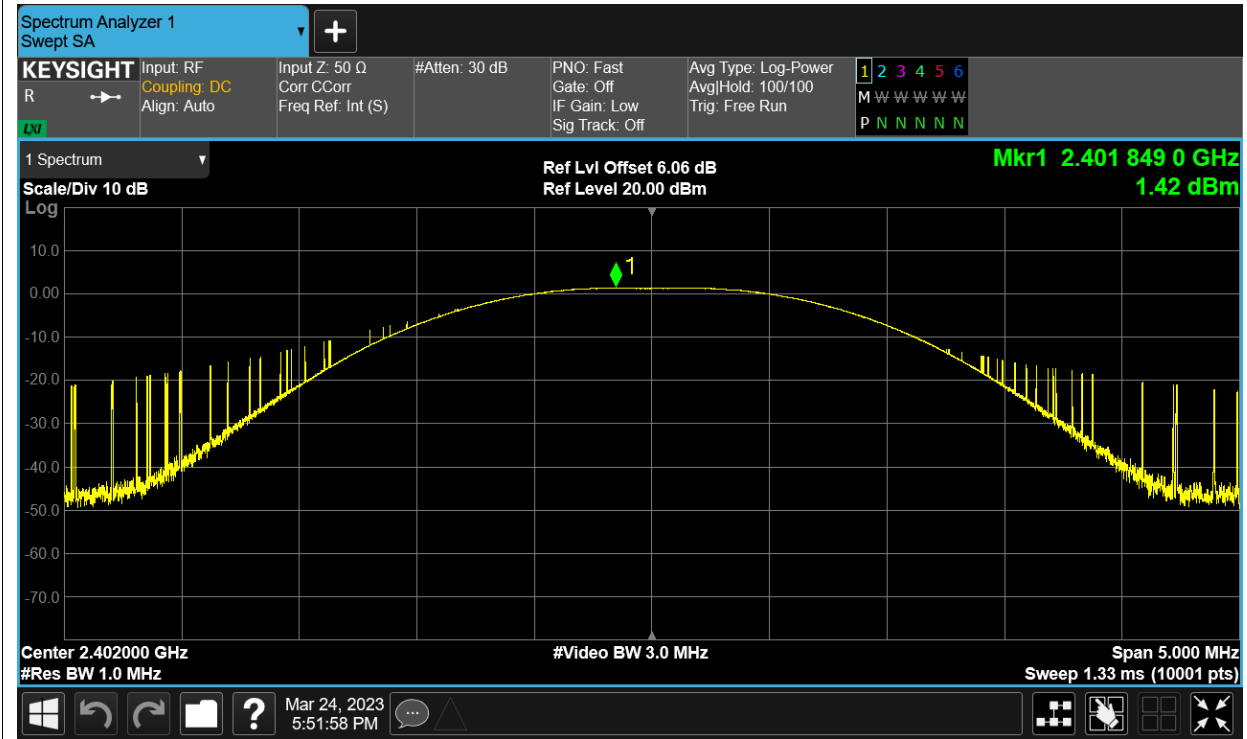 Spectrum Analyzer 1
Swept SA
KEYSIGHT
R
LXI
Input: RF
Coupling: DC
Align: Auto
Input Z: 50 Ω
Corr CCorr
Freq Ref: Int (S)
#Atten: 30 dB
PNO: Fast
Gate: Off
IF Gain: Low
Sig Track: Off
Avg Type: Log-Power
Avg|Hold: 100/100
Trig: Free Run
1 2 3 4 5 6
M W W W W W
P N N N N N
1 Spectrum
Scale/Div 10 dB
Log
Ref Lvl Offset 6.06 dB
Ref Level 20.00 dBm
Mkr1 2.401 849 0 GHz
1.42 dBm
1
10.0
0.00
-10.0
-20.0
-30.0
-40.0
-50.0
-60.0
-70.0
Center 2.402000 GHz
#Res BW 1.0 MHz
#Video BW 3.0 MHz
Span 5.000 MHz
Sweep 1.33 ms (10001 pts)
?
Mar 24, 2023
5:51:58 PM